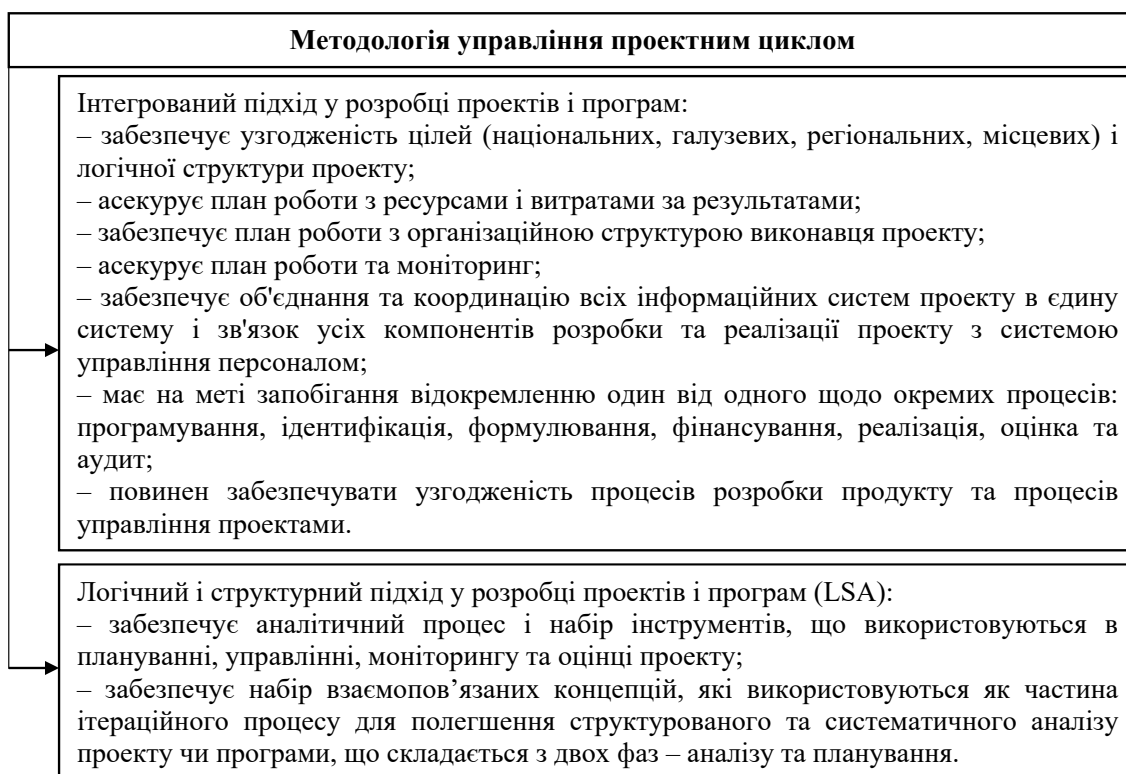 Методологія управління проектним циклом
Інтегрований підхід у розробці проектів і програм:
– забезпечує узгодженість цілей (національних, галузевих, регіональних, місцевих) і
логічної структури проекту;
– асекурує план роботи з ресурсами і витратами за результатами;
– забезпечує план роботи з організаційною структурою виконавця проекту;
– асекурує план роботи та моніторинг;
– забезпечує об'єднання та координацію всіх інформаційних систем проекту в єдину
систему і зв'язок усіх компонентів розробки та реалізації проекту з системою
управління персоналом;
– має на меті запобігання відокремленню один від одного щодо окремих процесів:
програмування, ідентифікація, формулювання, фінансування, реалізація, оцінка та
аудит;
– повинен забезпечувати узгодженість процесів розробки продукту та процесів
управління проектами.
Логічний і структурний підхід у розробці проектів і програм (LSA):
– забезпечує аналітичний процес і набір інструментів, що використовуються в
плануванні, управлінні, моніторингу та оцінці проекту;
– забезпечує набір взаємопов’язаних концепцій, які використовуються як частина
ітераційного процесу для полегшення структурованого та систематичного аналізу
проекту чи програми, що складається з двох фаз – аналізу та планування.